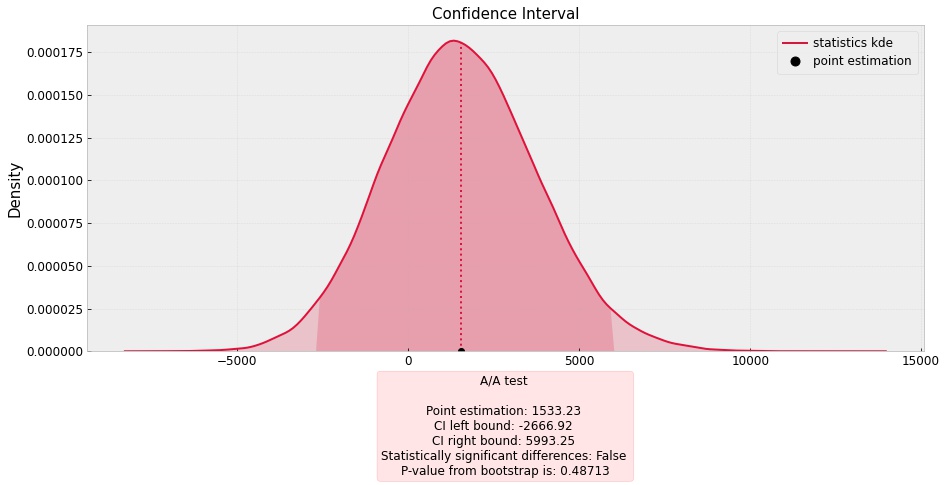 Confidence Interval
statistics kde
point estimation
Density
0.000175
0.000150
0.000125
0.000100
0.000075
0.000050
0.000025
0.000000
−5000 0 5000 10000 15000
A/A test
Point estimation: 1533.23
CI left bound: -2666.92
CI right bound: 5993.25
Statistically significant differences: False
P-value from bootstrap is: 0.48713